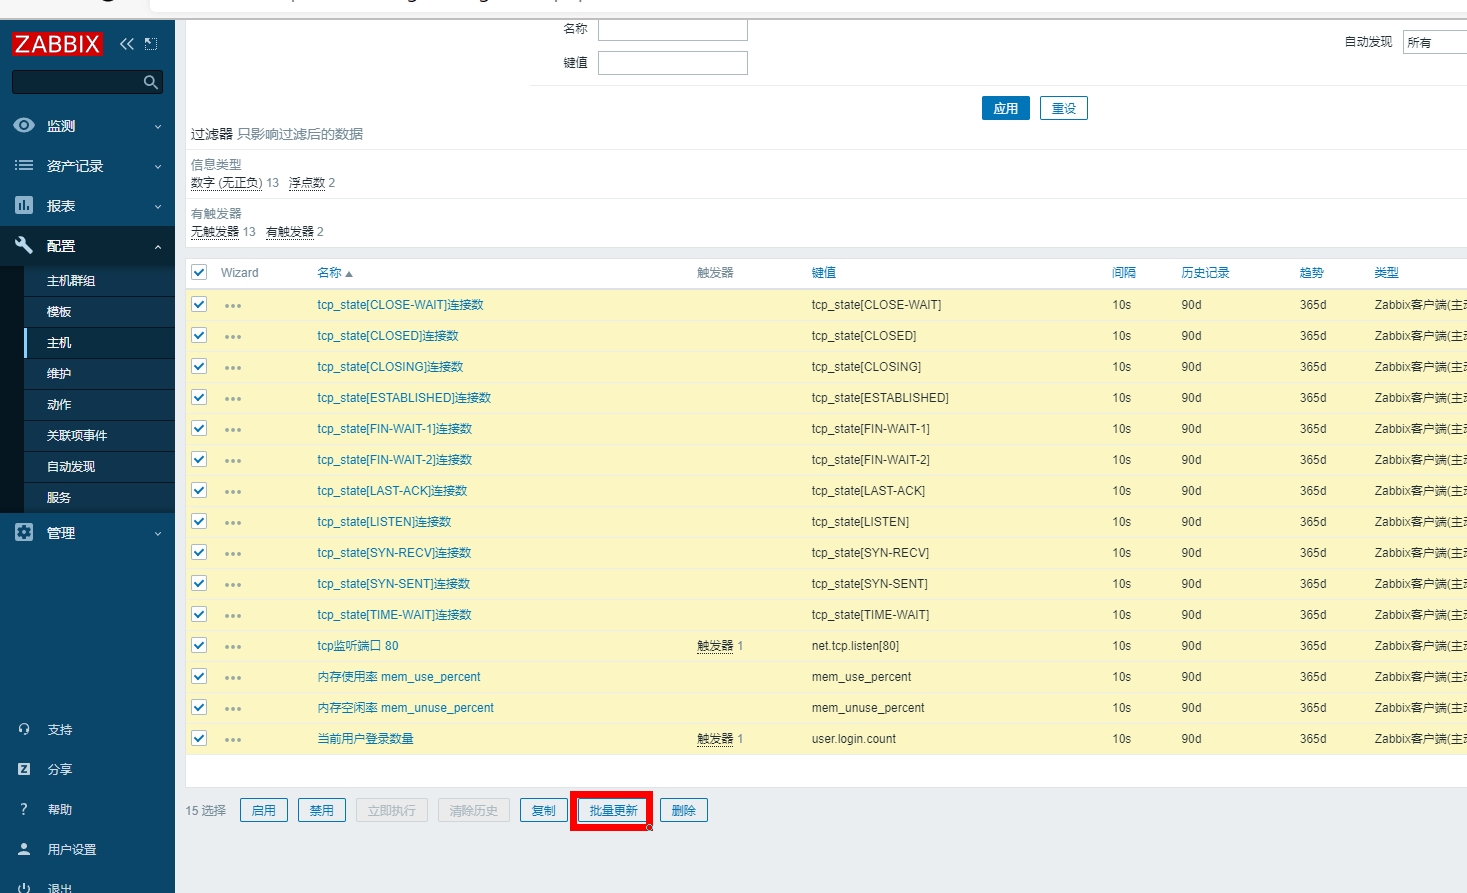 ZABBIX
监测
资产记录
报表
配置
主机群组
模板
主机
维护
动作
关联项事件
自动发现
服务
管理
支持
Z 分享
? 帮助
用户设置
退出
名称
自动发现 所有
键值
应用 重设
过滤器 只影响过滤后的数据
信息类型
数字 (无正负) 13 浮点数 2
有触发器
无触发器 13 有触发器 2
Wizard 名称 触发器 键值 间隔 历史记录 趋势 类型
tcp_state[CLOSE-WAIT]连接数 tcp_state[CLOSE-WAIT] 10s 90d 365d Zabbix客户端(主
tcp_state[CLOSED]连接数 tcp_state[CLOSED] 10s 90d 365d Zabbix客户端(主
tcp_state[CLOSING]连接数 tcp_state[CLOSING] 10s 90d 365d Zabbix客户端(主
tcp_state[ESTABLISHED]连接数 tcp_state[ESTABLISHED] 10s 90d 365d Zabbix客户端(主
tcp_state[FIN-WAIT-1]连接数 tcp_state[FIN-WAIT-1] 10s 90d 365d Zabbix客户端(主
tcp_state[FIN-WAIT-2]连接数 tcp_state[FIN-WAIT-2] 10s 90d 365d Zabbix客户端(主
tcp_state[LAST-ACK]连接数 tcp_state[LAST-ACK] 10s 90d 365d Zabbix客户端(主
tcp_state[LISTEN]连接数 tcp_state[LISTEN] 10s 90d 365d Zabbix客户端(主
tcp_state[SYN-RECV]连接数 tcp_state[SYN-RECV] 10s 90d 365d Zabbix客户端(主
tcp_state[SYN-SENT]连接数 tcp_state[SYN-SENT] 10s 90d 365d Zabbix客户端(主
tcp_state[TIME-WAIT]连接数 tcp_state[TIME-WAIT] 10s 90d 365d Zabbix客户端(主
tcp监听端口 80 触发器 1 net.tcp.listen[80] 10s 90d 365d Zabbix客户端(主
内存使用率 mem_use_percent mem_use_percent 10s 90d 365d Zabbix客户端(主
内存空闲率 mem_unuse_percent mem_unuse_percent 10s 90d 365d Zabbix客户端(主
当前用户登录数量 触发器 1 user.login.count 10s 90d 365d Zabbix客户端(主
15 选择 启用 禁用 立即执行 清除历史 复制 批量更新 删除